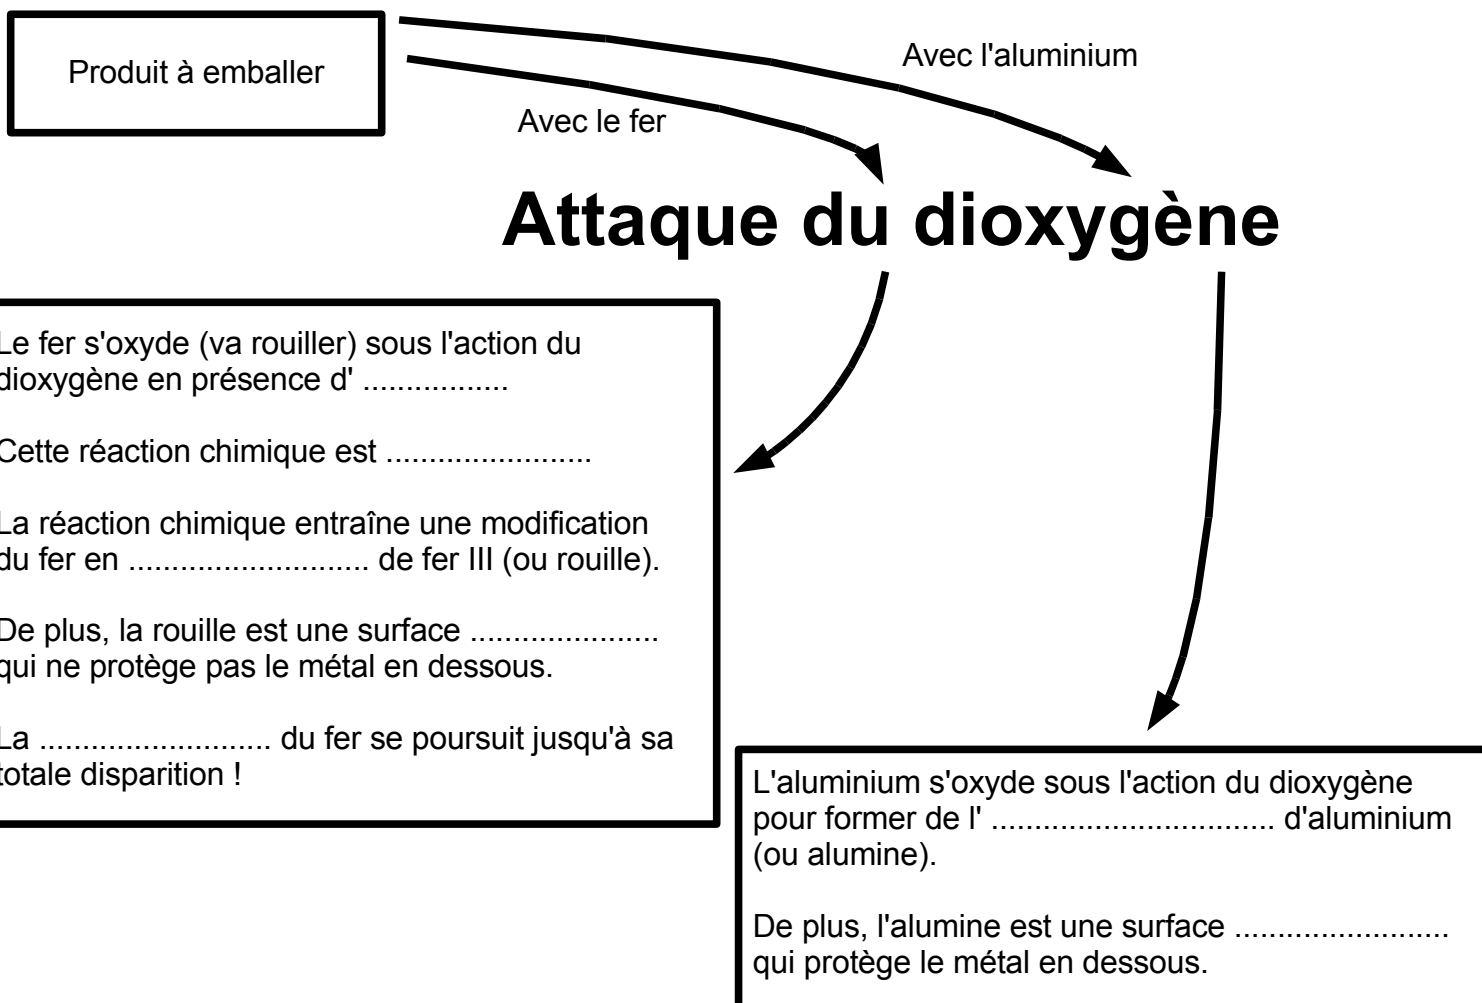 Produit à emballer
Avec l'aluminium
Avec le fer
Attaque du dioxygène
Le fer s'oxyde (va rouiller) sous l'action du
dioxygène en présence d' .................
Cette réaction chimique est ........................
La réaction chimique entraîne une modification
du fer en ............................ de fer III (ou rouille).
De plus, la rouille est une surface ......................
qui ne protège pas le métal en dessous.
La ........................... du fer se poursuit jusqu'à sa
totale disparition !
L'aluminium s'oxyde sous l'action du dioxygène
pour former de l' ................................. d'aluminium
(ou alumine).
De plus, l'alumine est une surface .........................
qui protège le métal en dessous.